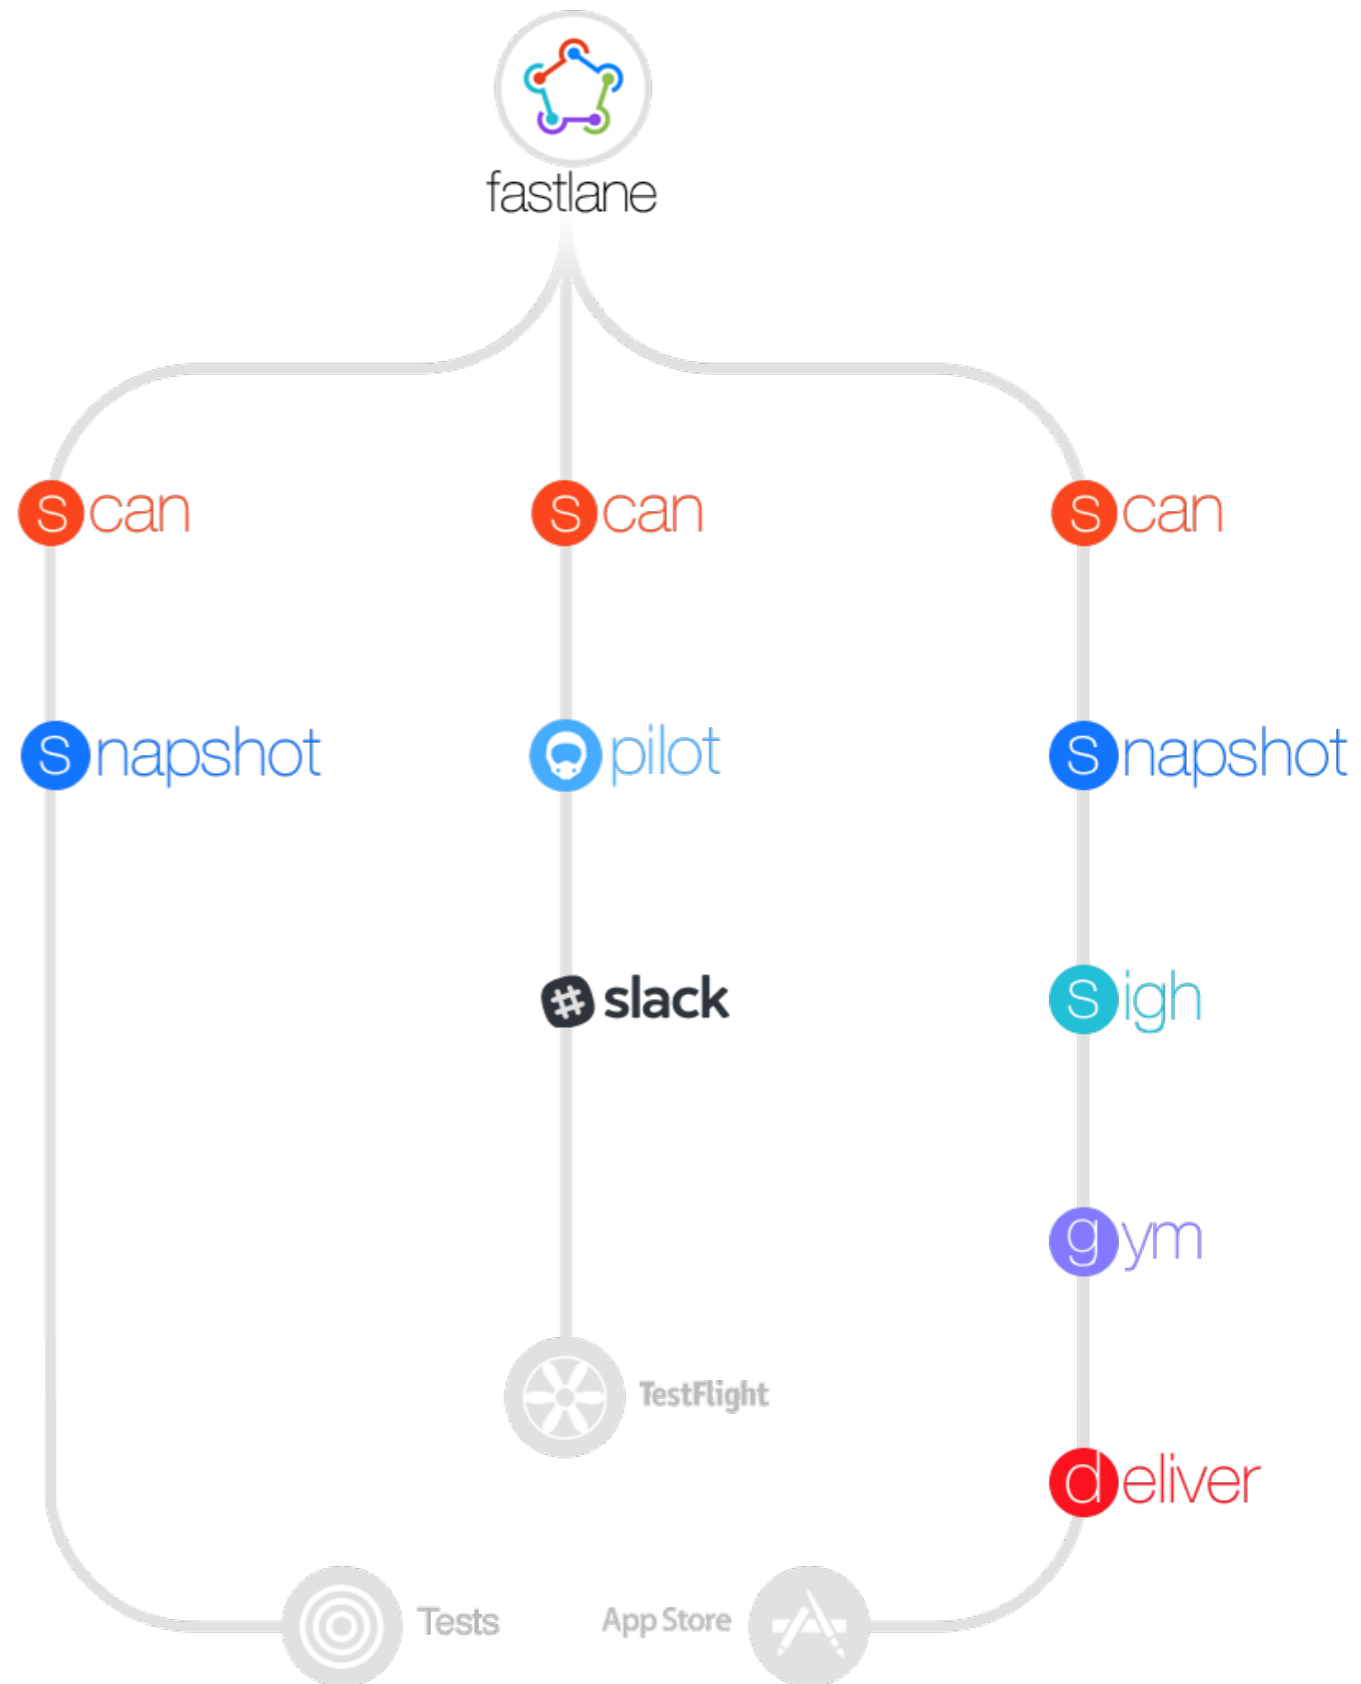 fastlane
scan scan scan
snapshot pilot snapshot
slack sigh
gym
TestFlight
deliver
Tests App Store